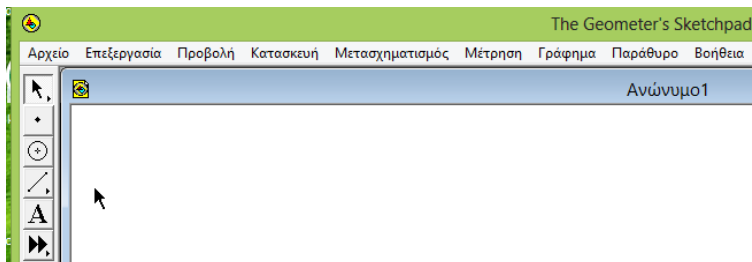 The Geometer's Sketchpad
Αρχείο Επεξεργασία Προβολή Κατασκευή Μετασχηματισμός Μέτρηση Γράφημα Παράθυρο Βοήθεια
Ανώνυμο1
A